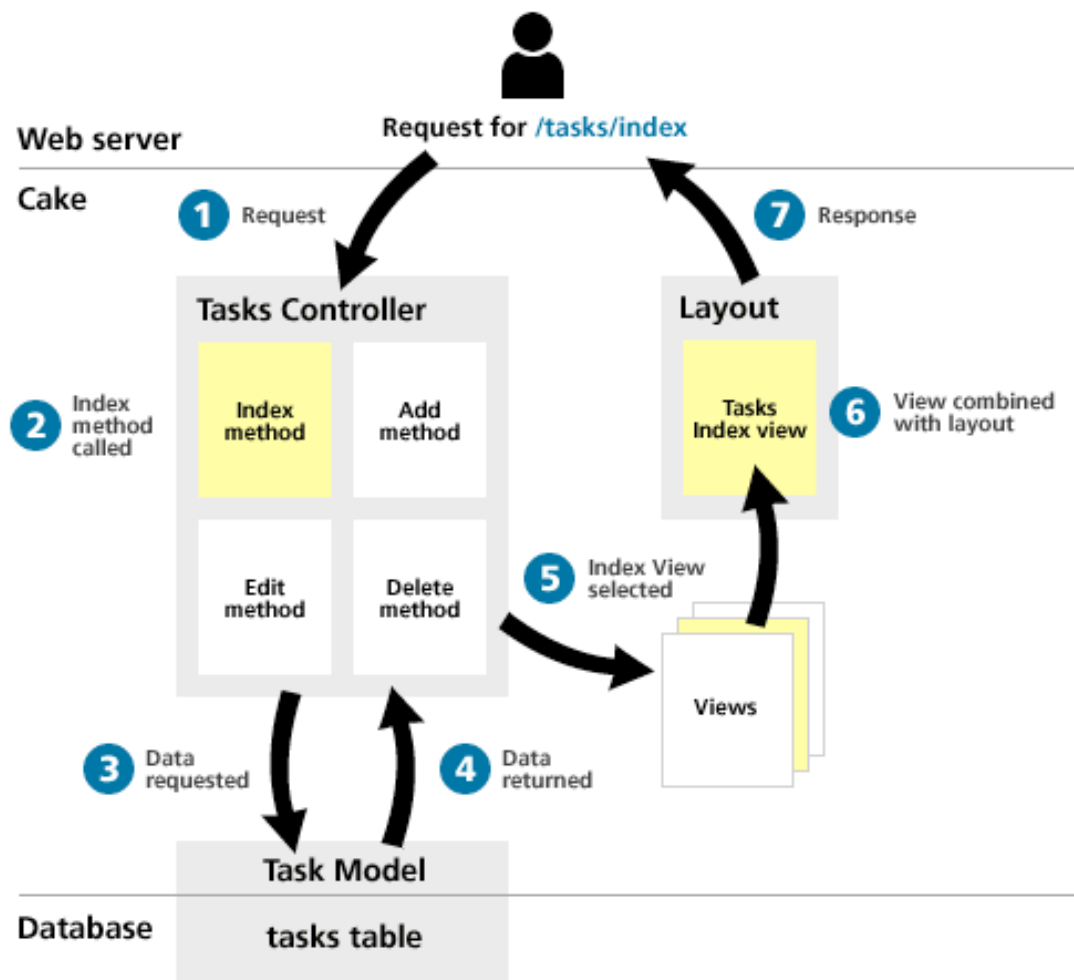 Request for /tasks/index
Web server
Cake
1 Request
7 Response
Tasks Controller
Layout
2 Index
method
called
Index
method
Add
method
Tasks
Index view
6 View combined
with layout
Edit
method
Delete
method
5 Index View
selected
Views
3 Data
requested
4 Data
returned
Task Model
Database
tasks table